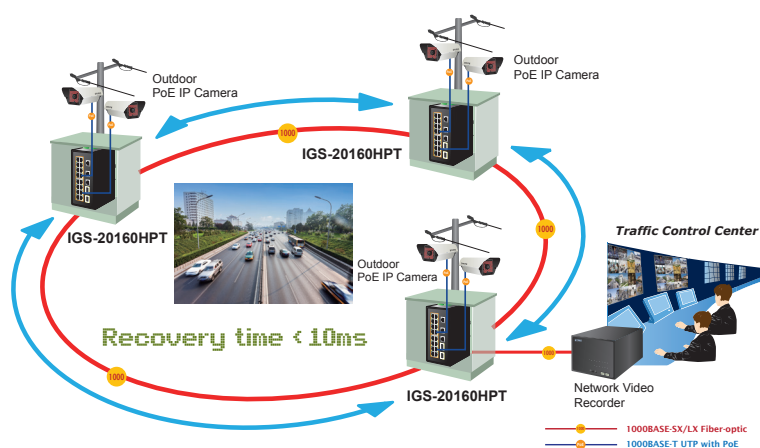 Outdoor
PoE IP Camera
Outdoor
PoE IP Camera
1000
IGS-20160HPT
IGS-20160HPT
1000
Traffic Control Center
Outdoor
PoE IP Camera
Recovery time < 10ms
1000
1000
IGS-20160HPT
Network Video
Recorder
1000BASE-SX/LX Fiber-optic
1000BASE-T UTP with PoE